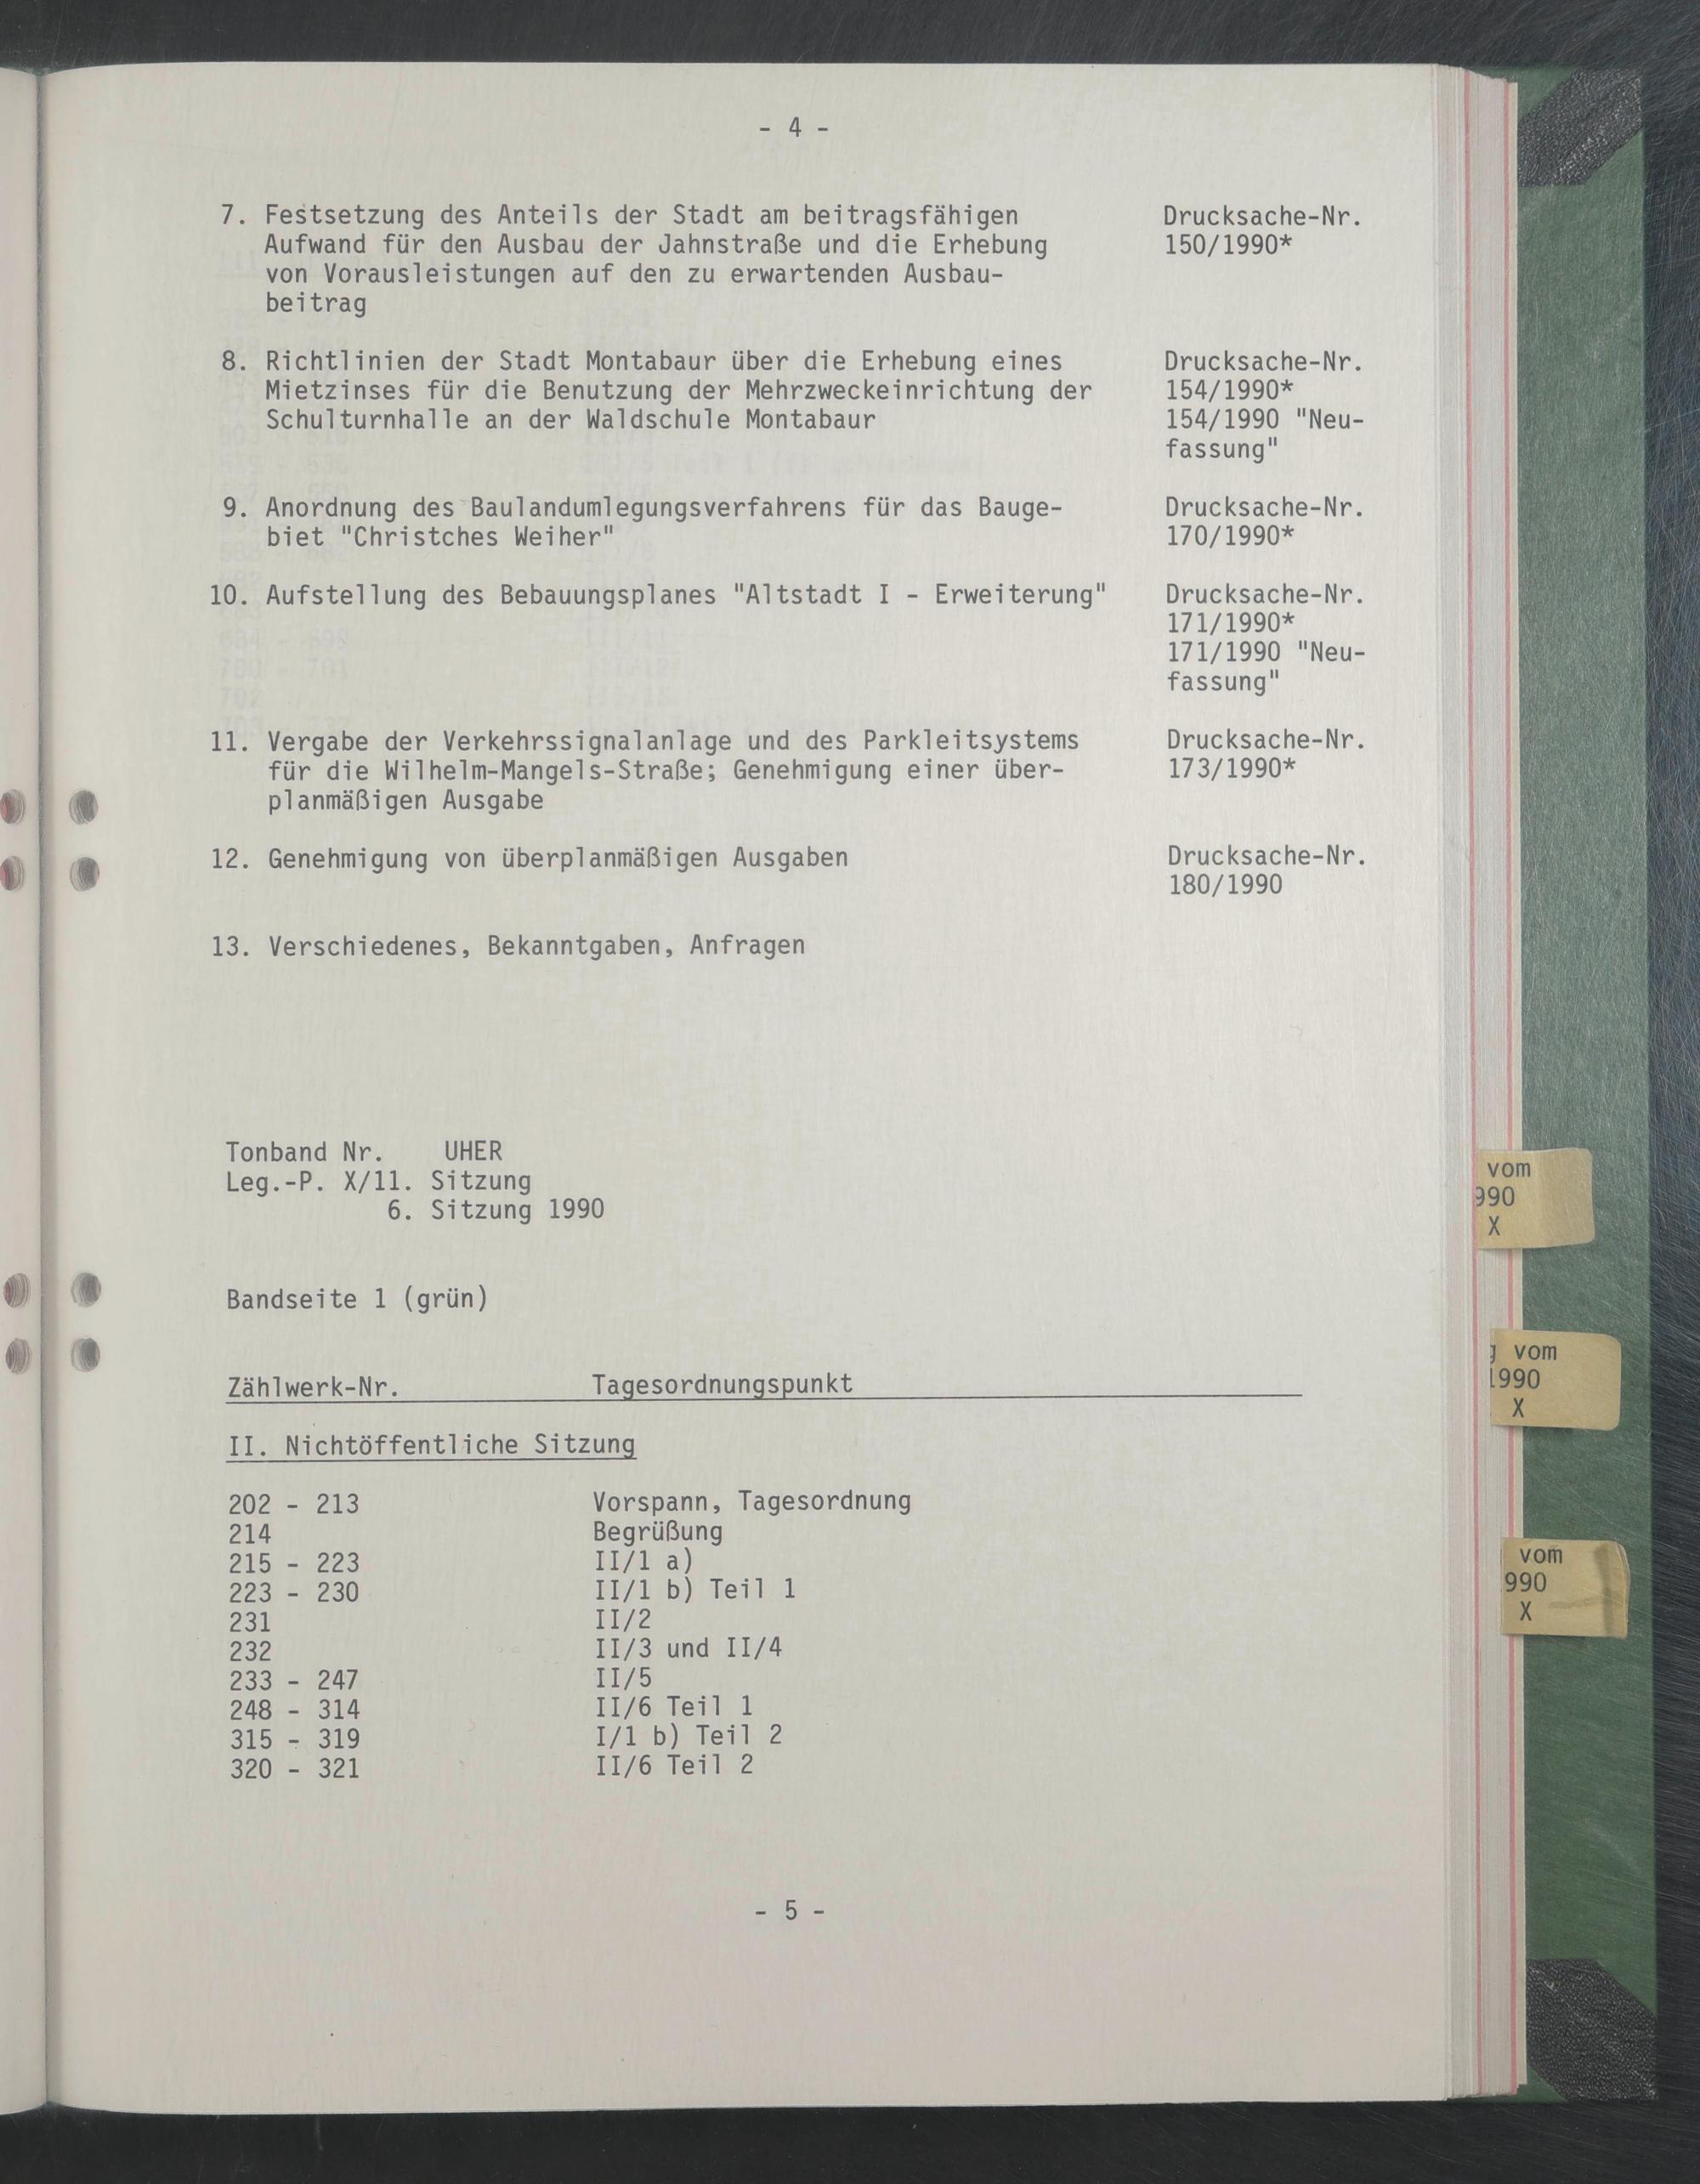 - 4 -
7. Festsetzung des Anteils der Stadt am beitragsfähigen Drucksache-Nr.
Aufwand für den Ausbau der Jahnstraße und die Erhebung 150/1990*
von Vorausleistungen auf den zu erwartenden Ausbau-
beitrag
8. Richtlinien der Stadt Montabaur über die Erhebung eines Drucksache-Nr.
Mietzinses für die Benutzung der Mehrzweckeinrichtung der 154/1990*
Schulturnhalle an der Waldschule Montabaur 154/1990 "Neu-
fassung"
9. Anordnung des Baulandumlegungsverfahrens für das Bauge- Drucksache-Nr.
biet "Christches Weiher" 170/1990*
10. Aufstellung des Bebauungsplanes "Altstadt I - Erweiterung" Drucksache-Nr.
171/1990*
171/1990 "Neu-
fassung"
11. Vergabe der Verkehrssignalanlage und des Parkleitsystems Drucksache-Nr.
für die Wilhelm-Mangels-Straße; Genehmigung einer über- 173/1990*
planmäßigen Ausgabe
12. Genehmigung von überplanmäßigen Ausgaben Drucksache-Nr.
180/1990
13. Verschiedenes, Bekanntgaben, Anfragen
Tonband Nr. UHER
Leg.-P. X/11. Sitzung
6. Sitzung 1990
Bandseite 1 (grün)
Zählwerk-Nr. Tagesordnungspunkt
II. Nichtöffentliche Sitzung
202 - 213 Vorspann, Tagesordnung
214 Begrüßung
215 - 223 II/1 a)
223 - 230 II/1 b) Teil 1
231 II/2
232 II/3 und II/4
233 - 247 II/5
248 - 314 II/6 Teil 1
315 - 319 I/1 b) Teil 2
320 - 321 II/6 Teil 2
- 5 -
vom
990
X
vom
1990
X
vom
990
X